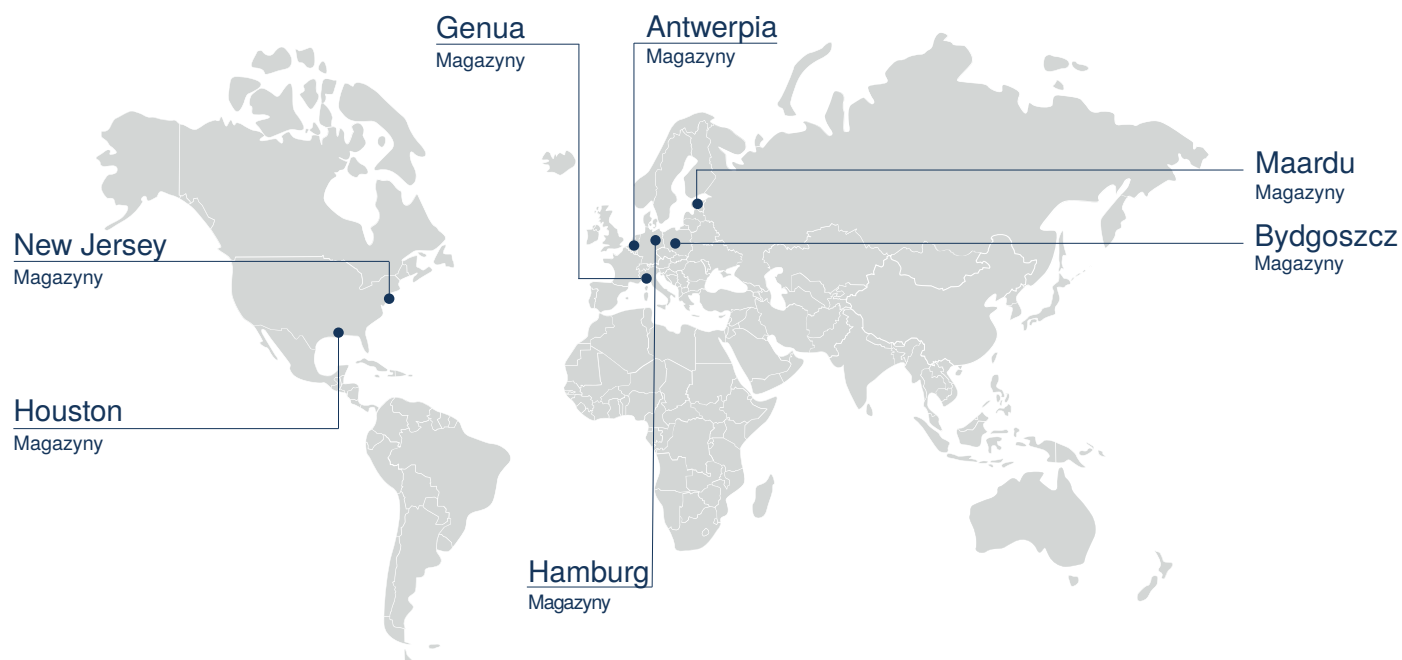 Genua
Magazyny
Antwerpia
Magazyny
Maardu
Magazyny
New Jersey
Magazyny
Bydgoszcz
Magazyny
Houston
Magazyny
Hamburg
Magazyny